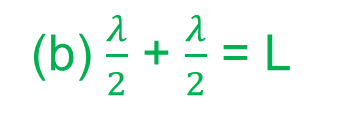 (b) λ/2 + λ/2 = L